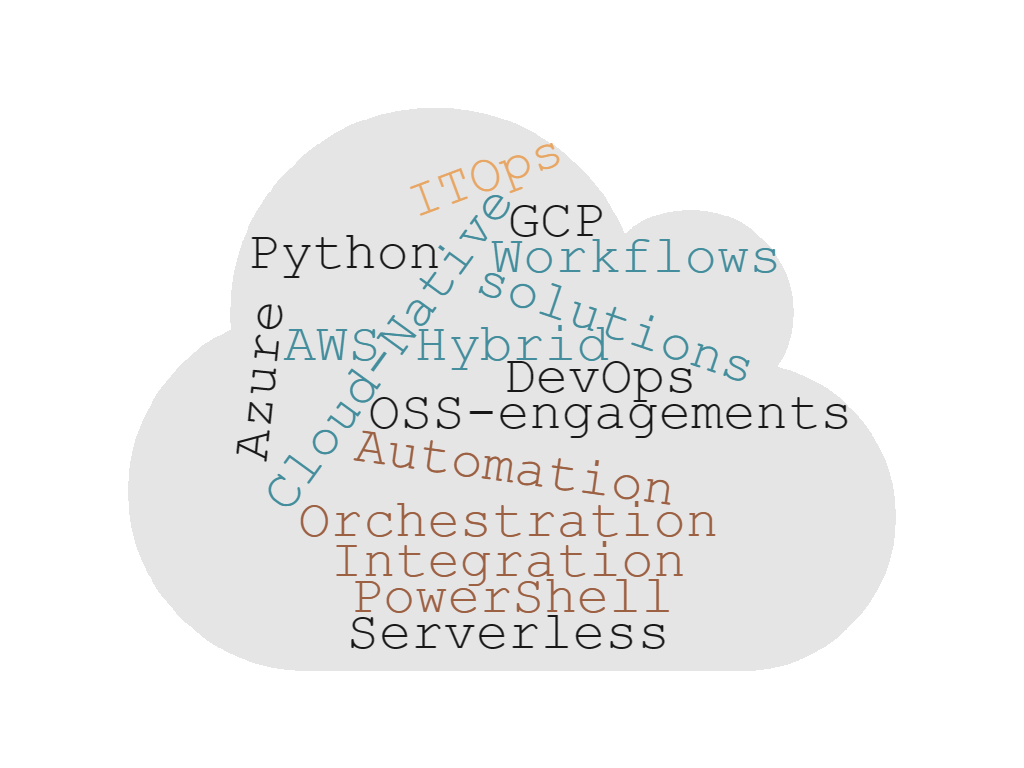 ITOps
GCP
Python
Cloud-Native
Workflows
solutions
Azure
AWS
Hybrid
DevOps
OSS-engagements
Automation
Orchestration
Integration
PowerShell
Serverless